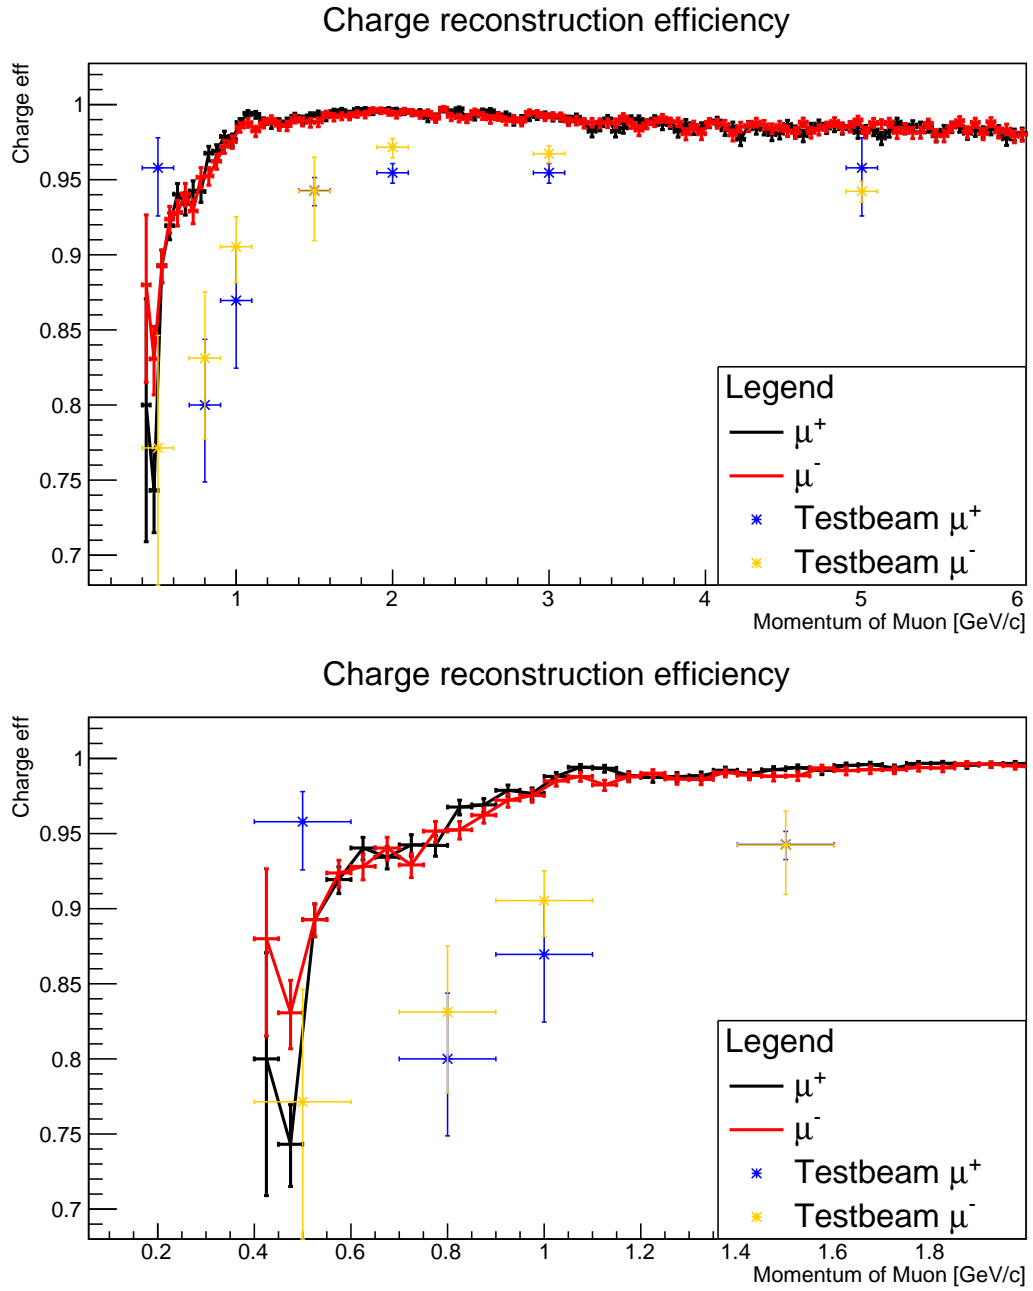 Charge reconstruction efficiency
Charge eff
1
0.95
0.9
0.85
0.8
0.75
0.7
Legend
μ+
μ-
Testbeam μ+
Testbeam μ-
1 2 3 4 5 6
Momentum of Muon [GeV/c]
Charge reconstruction efficiency
Charge eff
1
0.95
0.9
0.85
0.8
0.75
0.7
Legend
μ+
μ-
Testbeam μ+
Testbeam μ-
0.2 0.4 0.6 0.8 1 1.2 1.4 1.6 1.8
Momentum of Muon [GeV/c]